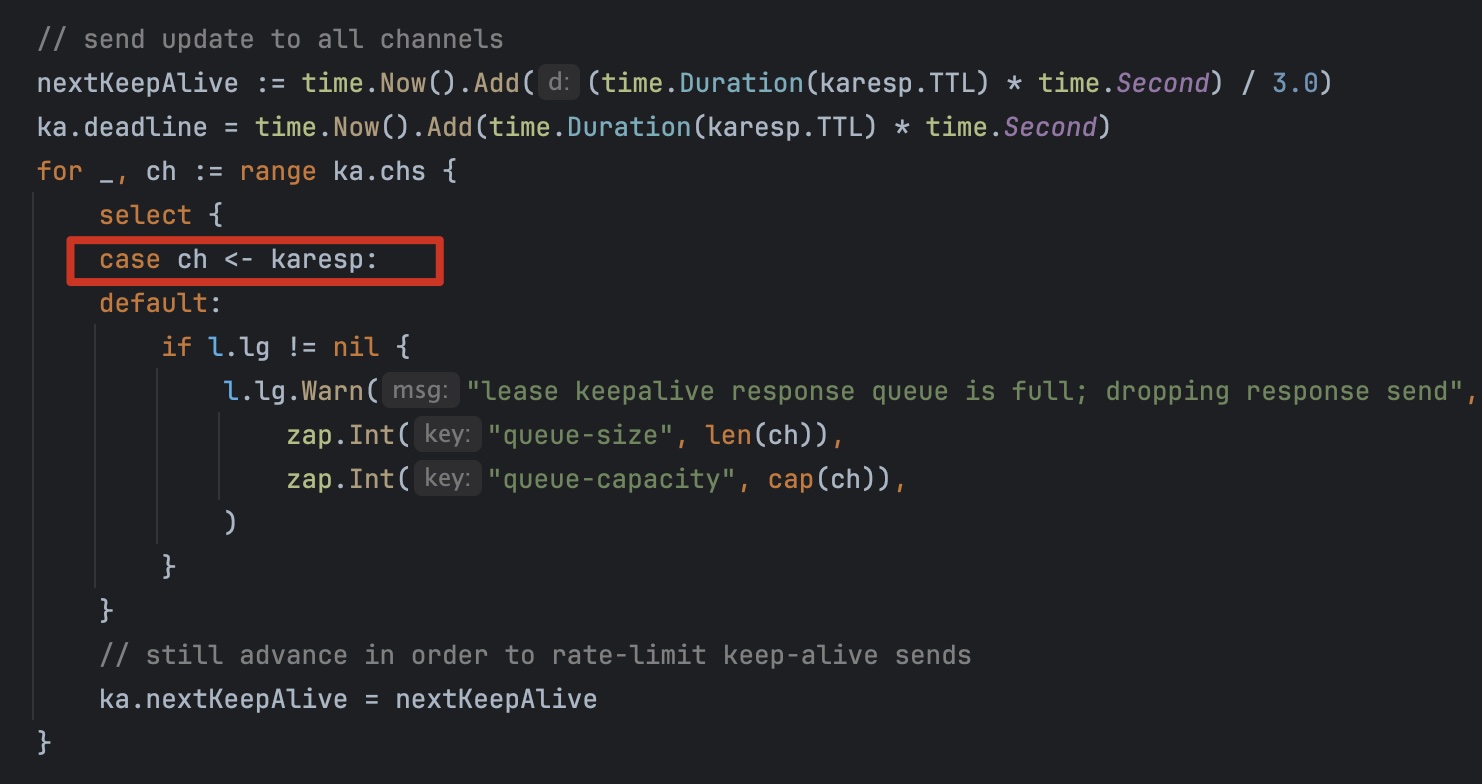 // send update to all channels
nextKeepAlive := time.Now().Add( d: (time.Duration(karesp.TTL) * time.Second) / 3.0)
ka.deadline = time.Now().Add(time.Duration(karesp.TTL) * time.Second)
for _, ch := range ka.chs {
select {
case ch <- karesp:
default:
if l.lg != nil {
l.lg.Warn( msg: "lease keepalive response queue is full; dropping response send",
zap.Int( key: "queue-size", len(ch)),
zap.Int( key: "queue-capacity", cap(ch)),
)
}
}
// still advance in order to rate-limit keep-alive sends
ka.nextKeepAlive = nextKeepAlive
}